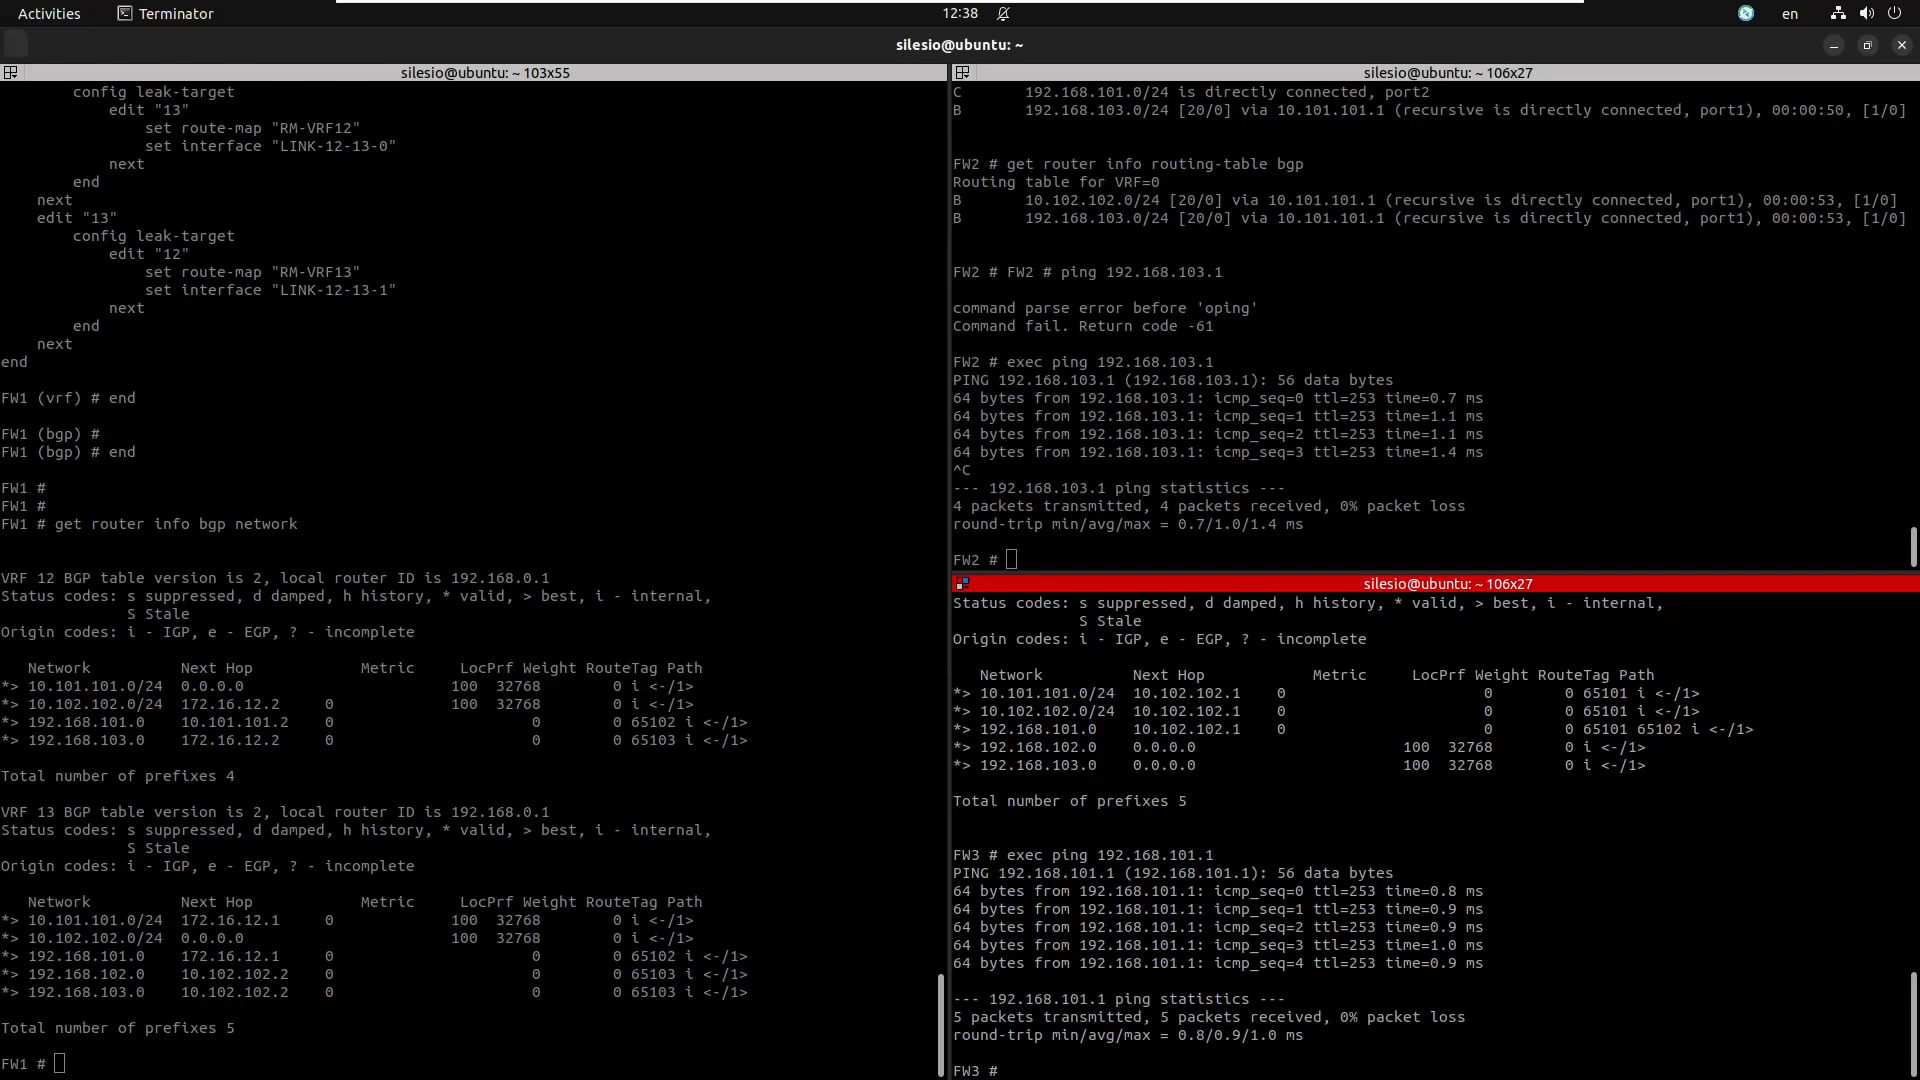 Activities
Terminator
12:38
en
silesio@ubuntu: ~
silesio@ubuntu: ~ 103x55
        config leak-target
            edit "13"
                set route-map "RM-VRF12"
                set interface "LINK-12-13-0"
            next
        end
    next
    edit "13"
        config leak-target
            edit "12"
                set route-map "RM-VRF13"
                set interface "LINK-12-13-1"
            next
        end
    next
end
FW1 (vrf) # end
FW1 (bgp) #
FW1 (bgp) # end
FW1 #
FW1 #
FW1 # get router info bgp network
VRF 12 BGP table version is 2, local router ID is 192.168.0.1
Status codes: s suppressed, d damped, h history, * valid, > best, i - internal,
              S Stale
Origin codes: i - IGP, e - EGP, ? - incomplete
   Network          Next Hop            Metric     LocPrf Weight RouteTag Path
*> 10.101.101.0/24  0.0.0.0                       100  32768        0 i <-/1>
*> 10.102.102.0/24  172.16.12.2     0             100  32768        0 i <-/1>
*> 192.168.101.0    10.101.101.2    0                      0        0 65102 i <-/1>
*> 192.168.103.0    172.16.12.2     0                      0        0 65103 i <-/1>
Total number of prefixes 4
VRF 13 BGP table version is 2, local router ID is 192.168.0.1
Status codes: s suppressed, d damped, h history, * valid, > best, i - internal,
              S Stale
Origin codes: i - IGP, e - EGP, ? - incomplete
   Network          Next Hop            Metric     LocPrf Weight RouteTag Path
*> 10.101.101.0/24  172.16.12.1     0             100  32768        0 i <-/1>
*> 10.102.102.0/24  0.0.0.0                       100  32768        0 i <-/1>
*> 192.168.101.0    172.16.12.1     0                      0        0 65102 i <-/1>
*> 192.168.102.0    10.102.102.2    0                      0        0 65103 i <-/1>
*> 192.168.103.0    10.102.102.2    0                      0        0 65103 i <-/1>
Total number of prefixes 5
FW1 #
silesio@ubuntu: ~ 106x27
C       192.168.101.0/24 is directly connected, port2
B       192.168.103.0/24 [20/0] via 10.101.101.1 (recursive is directly connected, port1), 00:00:50, [1/0]
FW2 # get router info routing-table bgp
Routing table for VRF=0
B       10.102.102.0/24 [20/0] via 10.101.101.1 (recursive is directly connected, port1), 00:00:53, [1/0]
B       192.168.103.0/24 [20/0] via 10.101.101.1 (recursive is directly connected, port1), 00:00:53, [1/0]
FW2 # FW2 # ping 192.168.103.1
command parse error before 'oping'
Command fail. Return code -61
FW2 # exec ping 192.168.103.1
PING 192.168.103.1 (192.168.103.1): 56 data bytes
64 bytes from 192.168.103.1: icmp_seq=0 ttl=253 time=0.7 ms
64 bytes from 192.168.103.1: icmp_seq=1 ttl=253 time=1.1 ms
64 bytes from 192.168.103.1: icmp_seq=2 ttl=253 time=1.1 ms
64 bytes from 192.168.103.1: icmp_seq=3 ttl=253 time=1.4 ms
^C
--- 192.168.103.1 ping statistics ---
4 packets transmitted, 4 packets received, 0% packet loss
round-trip min/avg/max = 0.7/1.0/1.4 ms
FW2 #
silesio@ubuntu: ~ 106x27
Status codes: s suppressed, d damped, h history, * valid, > best, i - internal,
              S Stale
Origin codes: i - IGP, e - EGP, ? - incomplete
   Network          Next Hop            Metric     LocPrf Weight RouteTag Path
*> 10.101.101.0/24  10.102.102.1    0                      0        0 65101 i <-/1>
*> 10.102.102.0/24  10.102.102.1    0                      0        0 65101 i <-/1>
*> 192.168.101.0    10.102.102.1    0                      0        0 65101 65102 i <-/1>
*> 192.168.102.0    0.0.0.0                       100  32768        0 i <-/1>
*> 192.168.103.0    0.0.0.0                       100  32768        0 i <-/1>
Total number of prefixes 5
FW3 # exec ping 192.168.101.1
PING 192.168.101.1 (192.168.101.1): 56 data bytes
64 bytes from 192.168.101.1: icmp_seq=0 ttl=253 time=0.8 ms
64 bytes from 192.168.101.1: icmp_seq=1 ttl=253 time=0.9 ms
64 bytes from 192.168.101.1: icmp_seq=2 ttl=253 time=0.9 ms
64 bytes from 192.168.101.1: icmp_seq=3 ttl=253 time=1.0 ms
64 bytes from 192.168.101.1: icmp_seq=4 ttl=253 time=0.9 ms
--- 192.168.101.1 ping statistics ---
5 packets transmitted, 5 packets received, 0% packet loss
round-trip min/avg/max = 0.8/0.9/1.0 ms
FW3 #